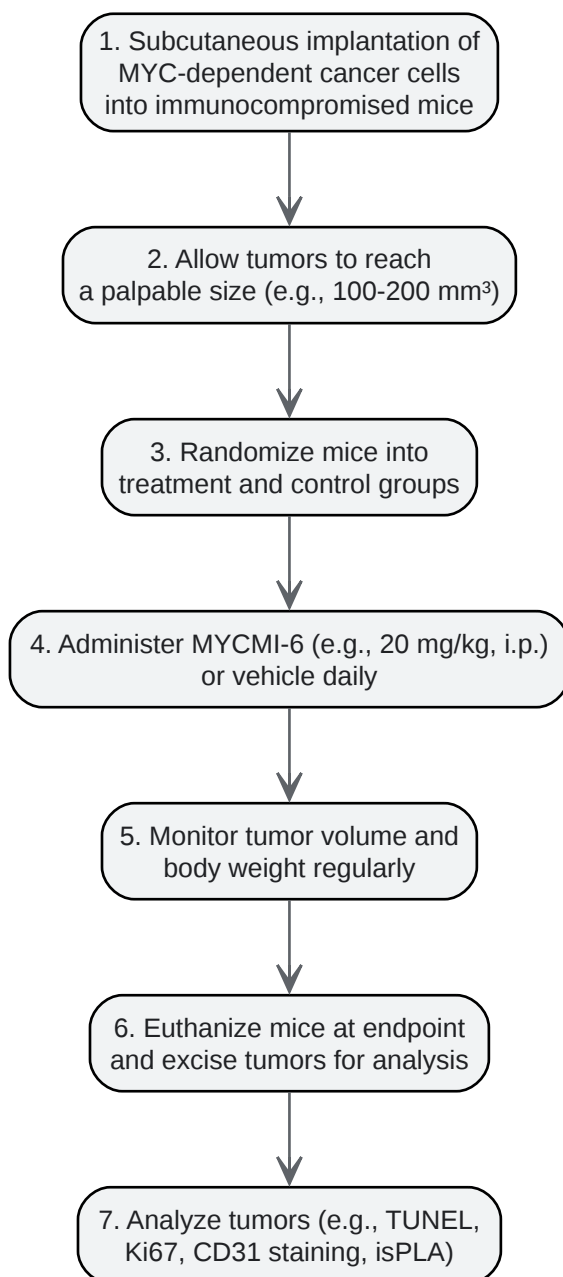 1. Subcutaneous implantation of
MYC-dependent cancer cells
into immunocompromised mice
2. Allow tumors to reach
a palpable size (e.g., 100-200 mm³)
3. Randomize mice into
treatment and control groups
4. Administer MYCMI-6 (e.g., 20 mg/kg, i.p.)
or vehicle daily
5. Monitor tumor volume and
body weight regularly
6. Euthanize mice at endpoint
and excise tumors for analysis
7. Analyze tumors (e.g., TUNEL,
Ki67, CD31 staining, isPLA)